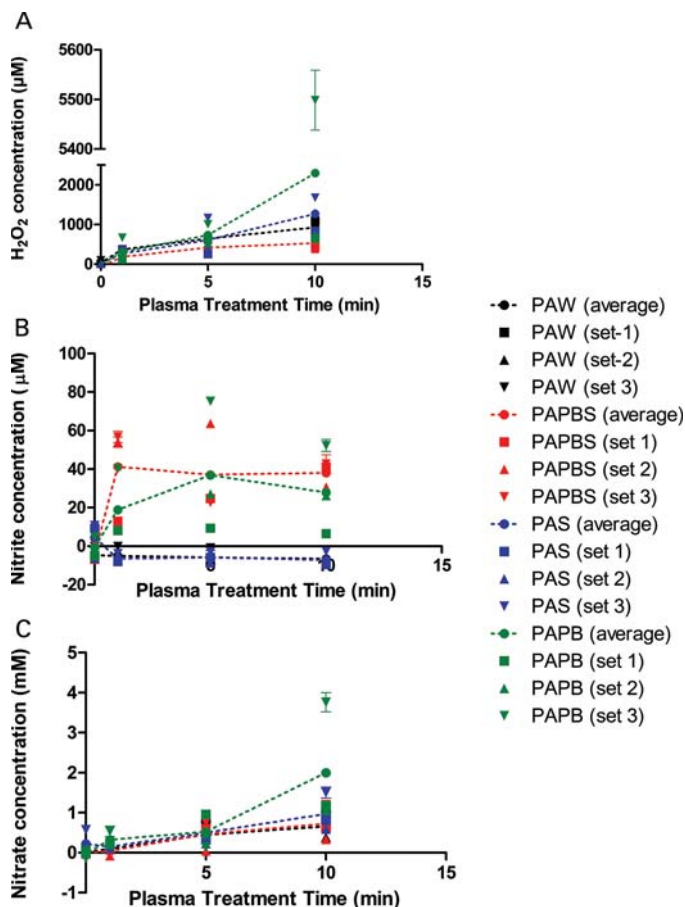 A
5600
5500
5400
2000
1000
0
H₂O₂ concentration (µM)
0 5 10 15
Plasma Treatment Time (min)
B
100
80
60
40
20
0
-20
Nitrite concentration ( µM)
5 10 15
Plasma Treatment Time (min)
C
5
4
3
2
1
0
-1
Nitrate concentration (mM)
5 10 15
Plasma Treatment Time (min)
PAW (average)
PAW (set-1)
PAW (set-2)
PAW (set 3)
PAPBS (average)
PAPBS (set 1)
PAPBS (set 2)
PAPBS (set 3)
PAS (average)
PAS (set 1)
PAS (set 2)
PAS (set 3)
PAPB (average)
PAPB (set 1)
PAPB (set 2)
PAPB (set 3)